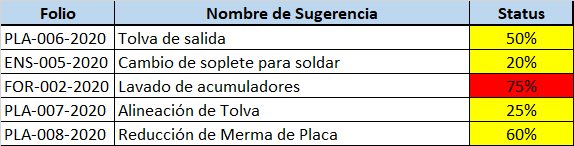 Folio Nombre de Sugerencia Status
PLA-006-2020 Tolva de salida 50%
ENS-005-2020 Cambio de soplete para soldar 20%
FOR-002-2020 Lavado de acumuladores 75%
PLA-007-2020 Alineación de Tolva 25%
PLA-008-2020 Reducción de Merma de Placa 60%